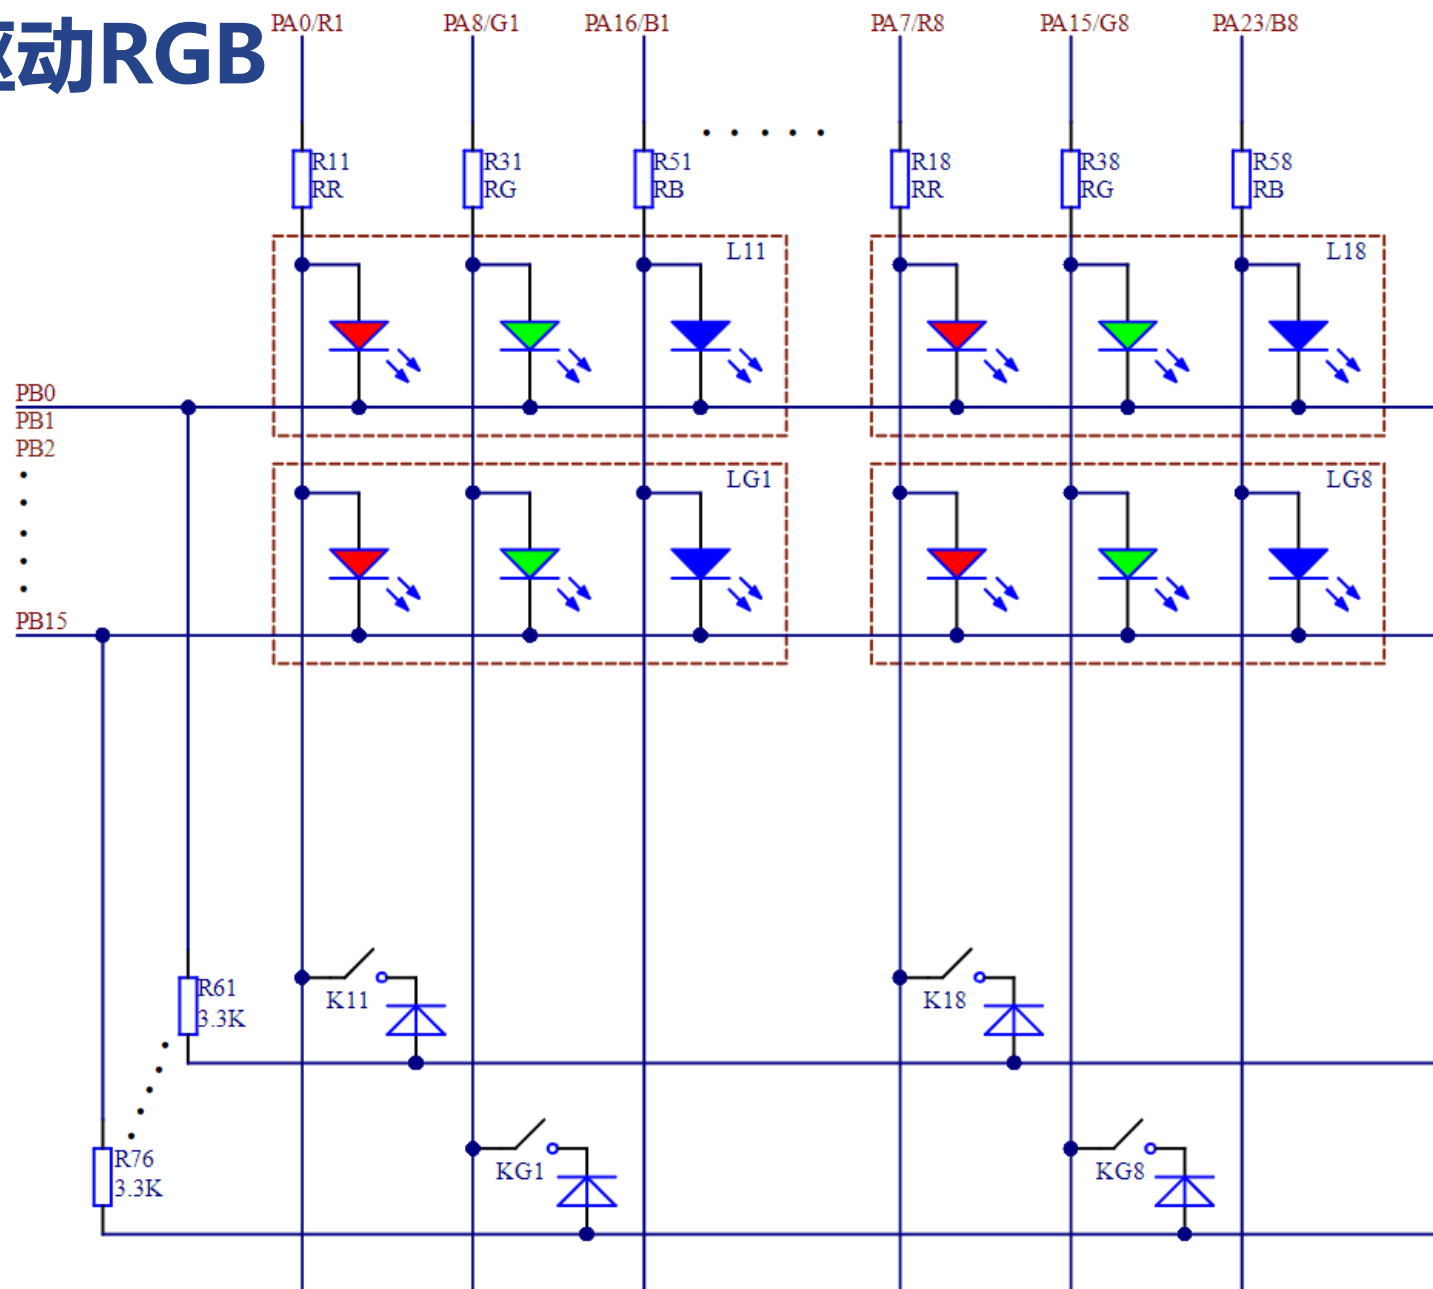 动RGB
PA0/R1 PA8/G1 PA16/B1 PA7/R8 PA15/G8 PA23/B8
R11 R31 R51 R18 R38 R58
RR RG RB RR RG RB
L11 L18
PB0
PB1
PB2
LG1 LG8
PB15
R61
3.3K
K11 K18
R76
3.3K
KG1 KG8